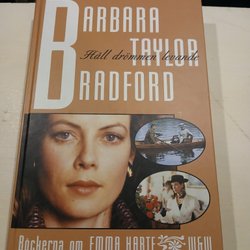 BARBARA
TAYLOR
Håll drömmen levande
BRADFORD
Böckerna om EMMA HARTE
W&W